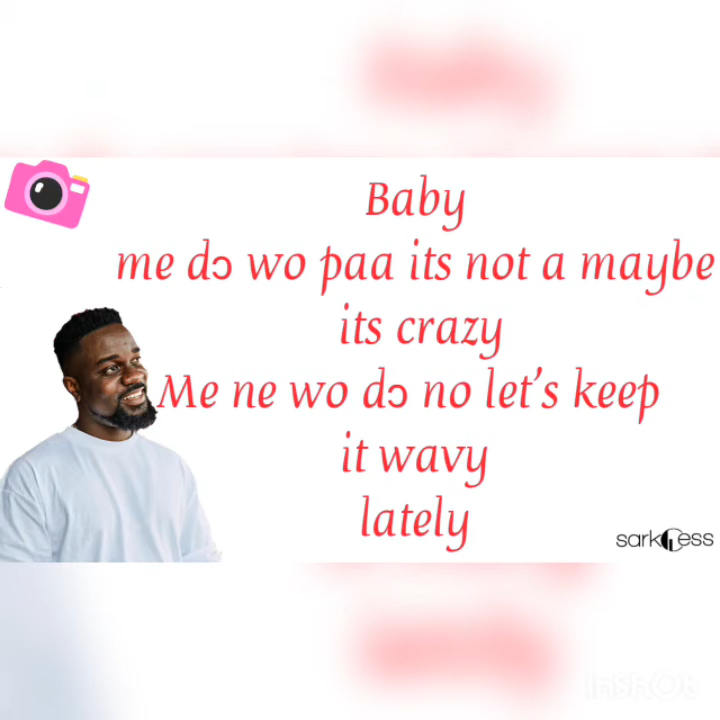 Baby
me dɔ wo paa its not a maybe
its crazy
Me ne wo dɔ no let’s keep
it wavy
lately
sarkcess
InShOt